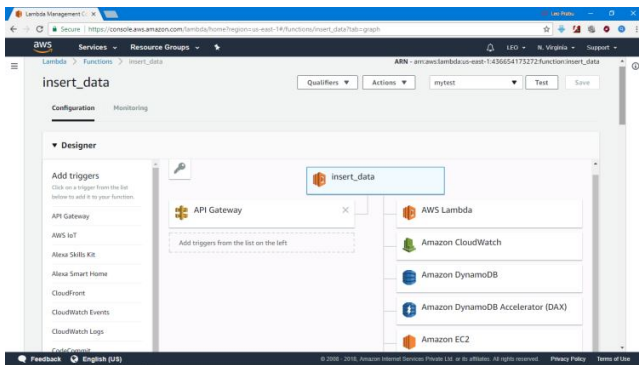 Lambda Management C
Secure https://console.aws.amazon.com/lambda/home?region=us-east-1#/functions/insert_data?tab=graph
aws Services Resource Groups LEO N. Virginia Support
Lambda > Functions > insert_data ARN - arn:aws:lambda:us-east-1:436654175272:function:insert_data
insert_data Qualifiers Actions mytest Test Save
Configuration Monitoring
Designer
Add triggers
Click on a trigger from the list
below to add it to your function.
API Gateway
AWS IoT
Alexa Skills Kit
Alexa Smart Home
CloudFront
CloudWatch Events
CloudWatch Logs
CodeCommit
insert_data
API Gateway
Add triggers from the list on the left
AWS Lambda
Amazon CloudWatch
Amazon DynamoDB
Amazon DynamoDB Accelerator (DAX)
Amazon EC2
Feedback English (US) © 2008 - 2018, Amazon Internet Services Private Ltd. or its affiliates. All rights reserved. Privacy Policy Terms of Use